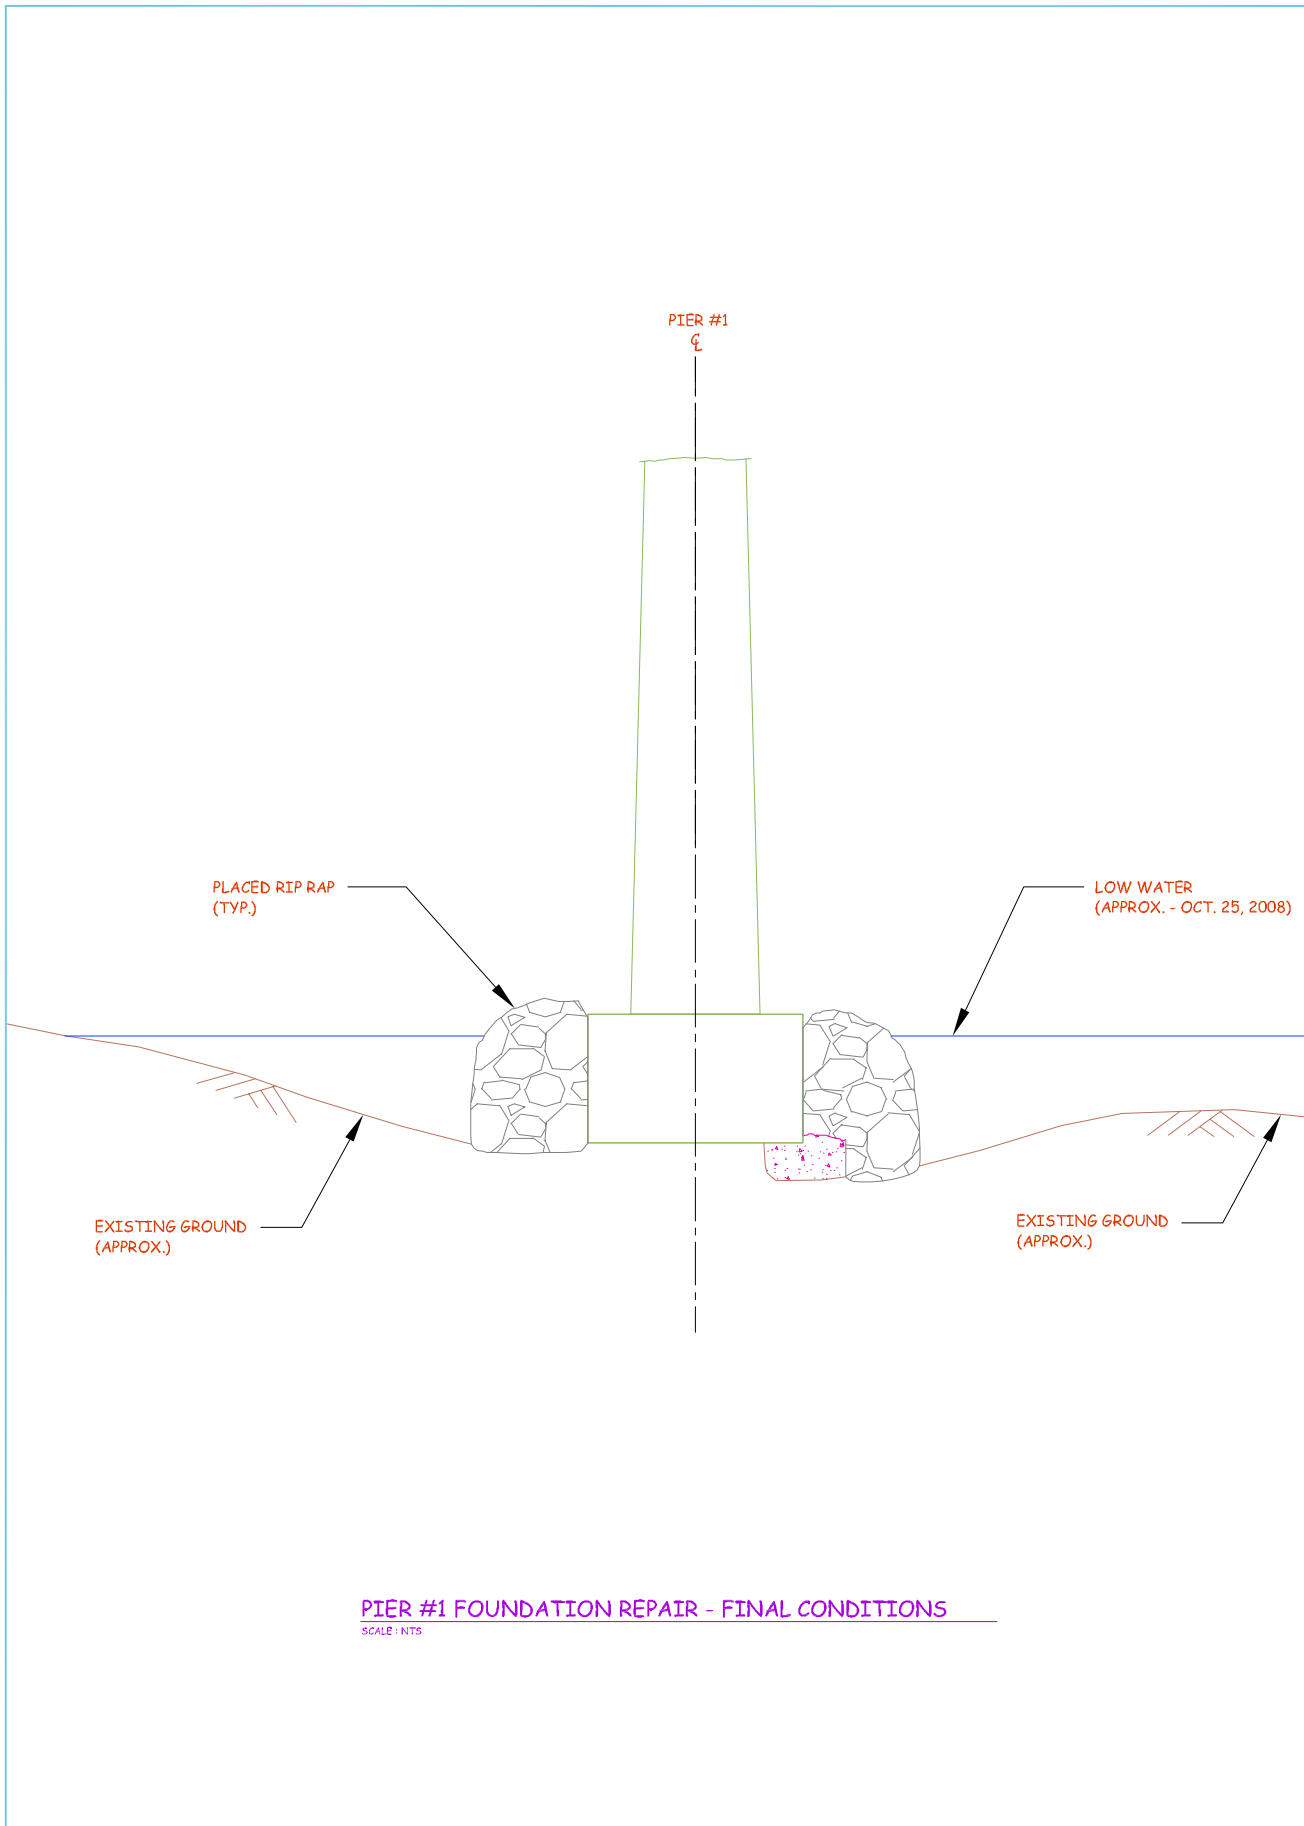 PIER #1
℄
PLACED RIP RAP
(TYP.)
LOW WATER
(APPROX. - OCT. 25, 2008)
EXISTING GROUND
(APPROX.)
EXISTING GROUND
(APPROX.)
PIER #1 FOUNDATION REPAIR - FINAL CONDITIONS
SCALE : NTS